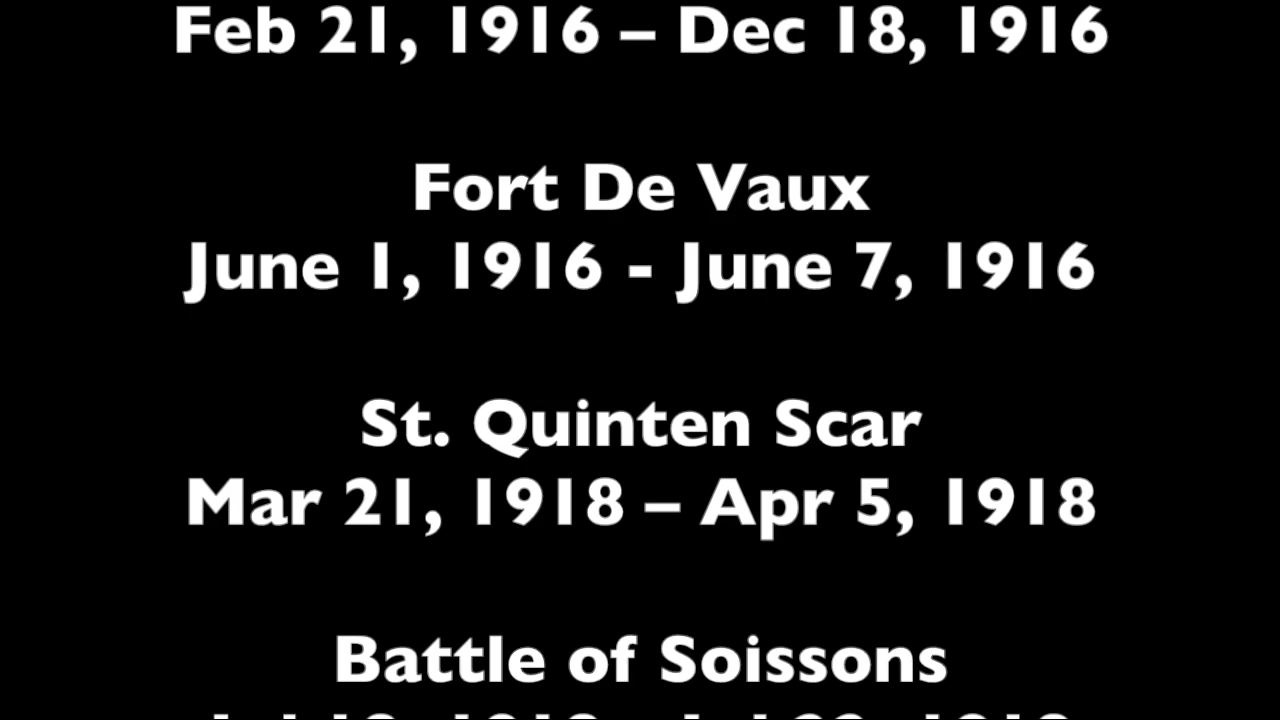 Feb 21, 1916 – Dec 18, 1916
Fort De Vaux
June 1, 1916 - June 7, 1916
St. Quinten Scar
Mar 21, 1918 – Apr 5, 1918
Battle of Soissons